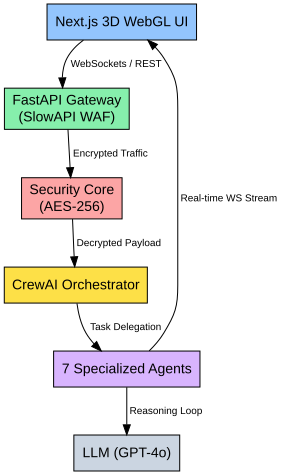 Next.js 3D WebGL UI
WebSockets / REST
FastAPI Gateway
(SlowAPI WAF)
Encrypted Traffic
Security Core
(AES-256)
Real-time WS Stream
Decrypted Payload
CrewAI Orchestrator
Task Delegation
7 Specialized Agents
Reasoning Loop
LLM (GPT-4o)